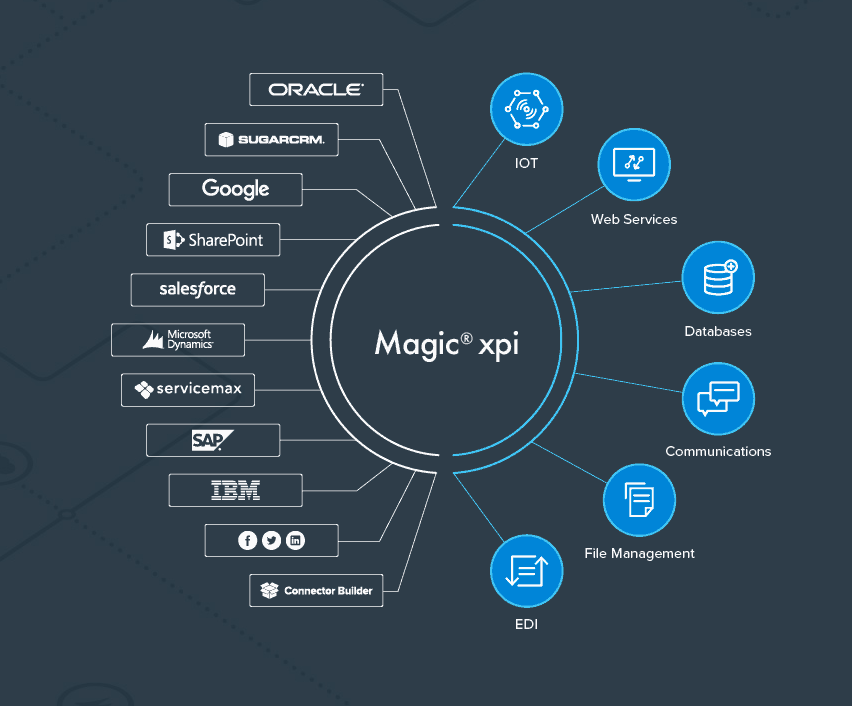 ORACLE
SUGARCRM.
Google
S SharePoint
salesforce
Microsoft
Dynamics
servicemax
SAP
IBM
f in
Connector Builder
Magic® xpi
IOT
Web Services
Databases
Communications
File Management
EDI